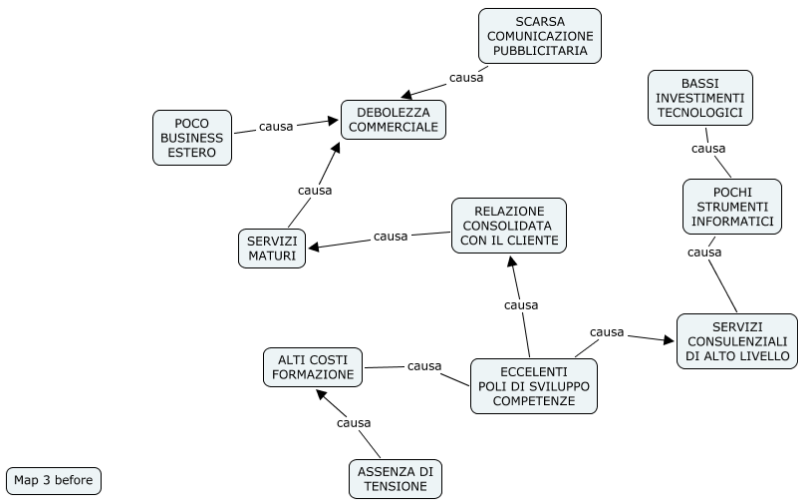 SCARSA
COMUNICAZIONE
PUBBLICITARIA
causa
BASSI
INVESTIMENTI
TECNOLOGICI
DEBOLEZZA
COMMERCIALE
POCO
BUSINESS
ESTERO
causa
causa
causa
POCHI
STRUMENTI
INFORMATICI
RELAZIONE
CONSOLIDATA
CON IL CLIENTE
causa
SERVIZI
MATURI
causa
causa
causa
SERVIZI
CONSULENZIALI
DI ALTO LIVELLO
ALTI COSTI
FORMAZIONE
causa
ECCELENTI
POLI DI SVILUPPO
COMPETENZE
causa
ASSENZA DI
TENSIONE
Map 3 before